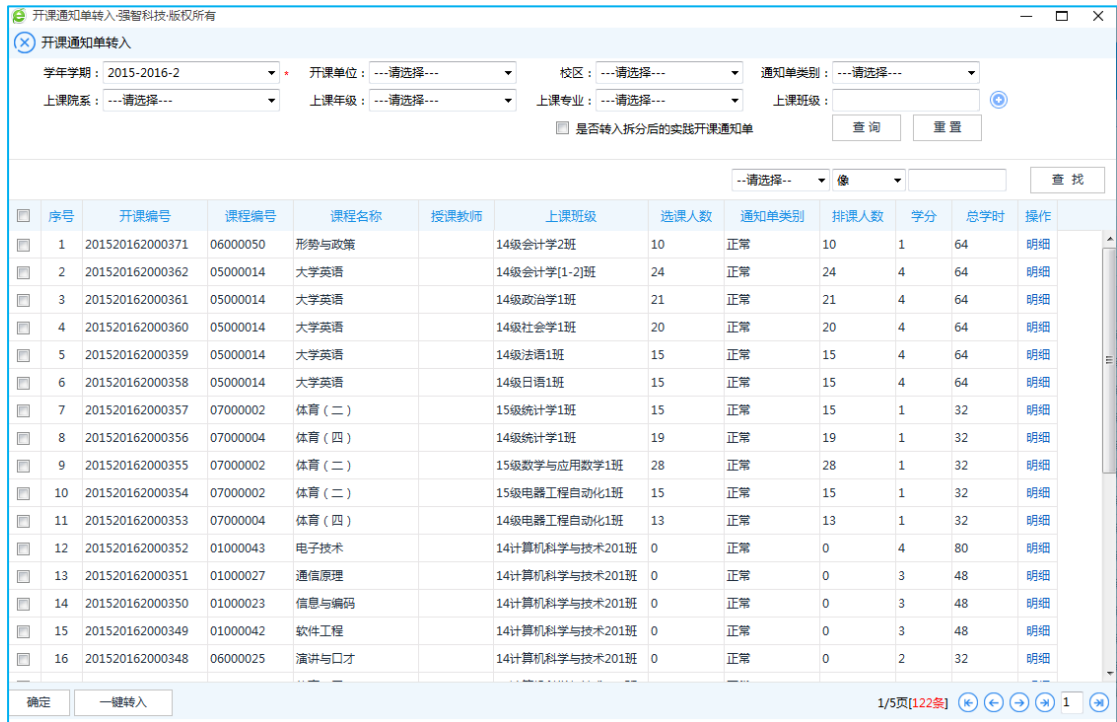 开课通知单转入-强智科技·版权所有
开课通知单转入
学年学期： 2015-2016-2 * 开课单位： ---请选择--- 校区： ---请选择--- 通知单类别： ---请选择---
上课院系： ---请选择--- 上课年级： ---请选择--- 上课专业： ---请选择--- 上课班级：
是否转入拆分后的实践开课通知单 查 询 重 置
--请选择-- 像 查 找
序号 开课编号 课程编号 课程名称 授课教师 上课班级 选课人数 通知单类别 排课人数 学分 总学时 操作
1 201520162000371 06000050 形势与政策 14级会计学2班 10 正常 10 1 64 明细
2 201520162000362 05000014 大学英语 14级会计学[1-2]班 24 正常 24 4 64 明细
3 201520162000361 05000014 大学英语 14级政治学1班 21 正常 21 4 64 明细
4 201520162000360 05000014 大学英语 14级社会学1班 20 正常 20 4 64 明细
5 201520162000359 05000014 大学英语 14级法语1班 15 正常 15 4 64 明细
6 201520162000358 05000014 大学英语 14级日语1班 15 正常 15 4 64 明细
7 201520162000357 07000002 体育（二） 15级统计学1班 15 正常 15 1 32 明细
8 201520162000356 07000004 体育（四） 14级统计学1班 19 正常 19 1 32 明细
9 201520162000355 07000002 体育（二） 15级数学与应用数学1班 28 正常 28 1 32 明细
10 201520162000354 07000002 体育（二） 15级电器工程自动化1班 15 正常 15 1 32 明细
11 201520162000353 07000004 体育（四） 14级电器工程自动化1班 13 正常 13 1 32 明细
12 201520162000352 01000043 电子技术 14计算机科学与技术201班 0 正常 0 4 80 明细
13 201520162000351 01000027 通信原理 14计算机科学与技术201班 0 正常 0 3 48 明细
14 201520162000350 01000023 信息与编码 14计算机科学与技术201班 0 正常 0 3 48 明细
15 201520162000349 01000042 软件工程 14计算机科学与技术201班 0 正常 0 3 48 明细
16 201520162000348 06000025 演讲与口才 14计算机科学与技术201班 0 正常 0 2 32 明细
确定 一键转入 1/5页[122条] 1